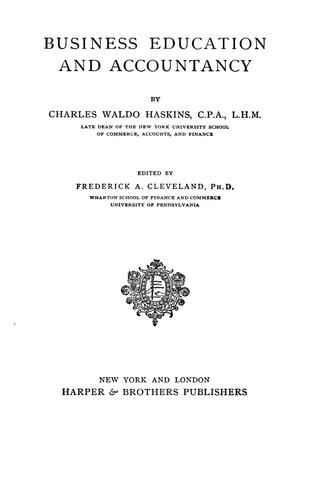 BUSINESS EDUCATION
AND ACCOUNTANCY
BY
CHARLES WALDO HASKINS, C.P.A., L.H.M.
LATE DEAN OF THE NEW YORK UNIVERSITY SCHOOL
OF COMMERCE, ACCOUNTS, AND FINANCE
EDITED BY
FREDERICK A. CLEVELAND, PH.D.
WHARTON SCHOOL OF FINANCE AND COMMERCE
UNIVERSITY OF PENNSYLVANIA
NEW YORK AND LONDON
HARPER & BROTHERS PUBLISHERS